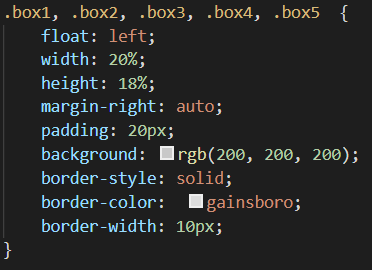 .box1, .box2, .box3, .box4, .box5  {
    float: left;
    width: 20%;
    height: 18%;
    margin-right: auto;
    padding: 20px;
    background: rgb(200, 200, 200);
    border-style: solid;
    border-color:  gainsboro;
    border-width: 10px;
}